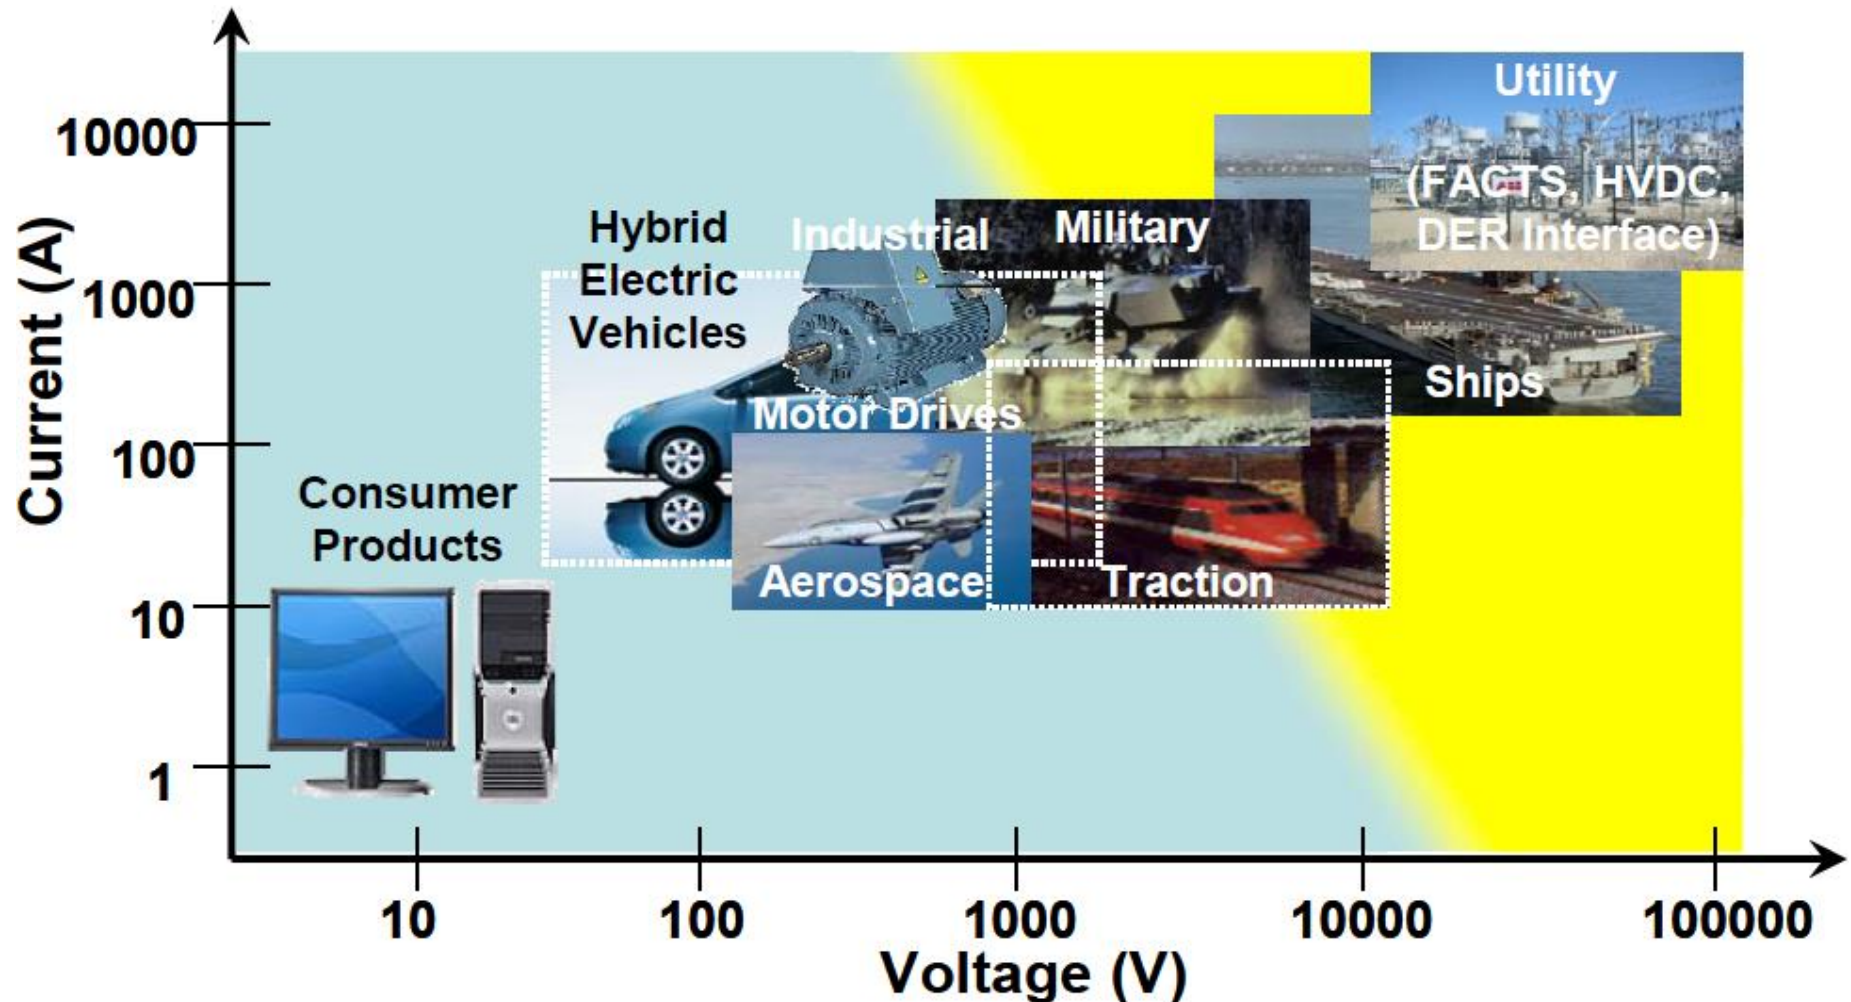 Current (A)
10000
1000
100
10
1
Utility
(FACTS, HVDC,
DER Interface)
Hybrid
Electric
Vehicles
Industrial
Motor Drives
Military
Ships
Consumer
Products
Aerospace
Traction
10
100
1000
10000
100000
Voltage (V)